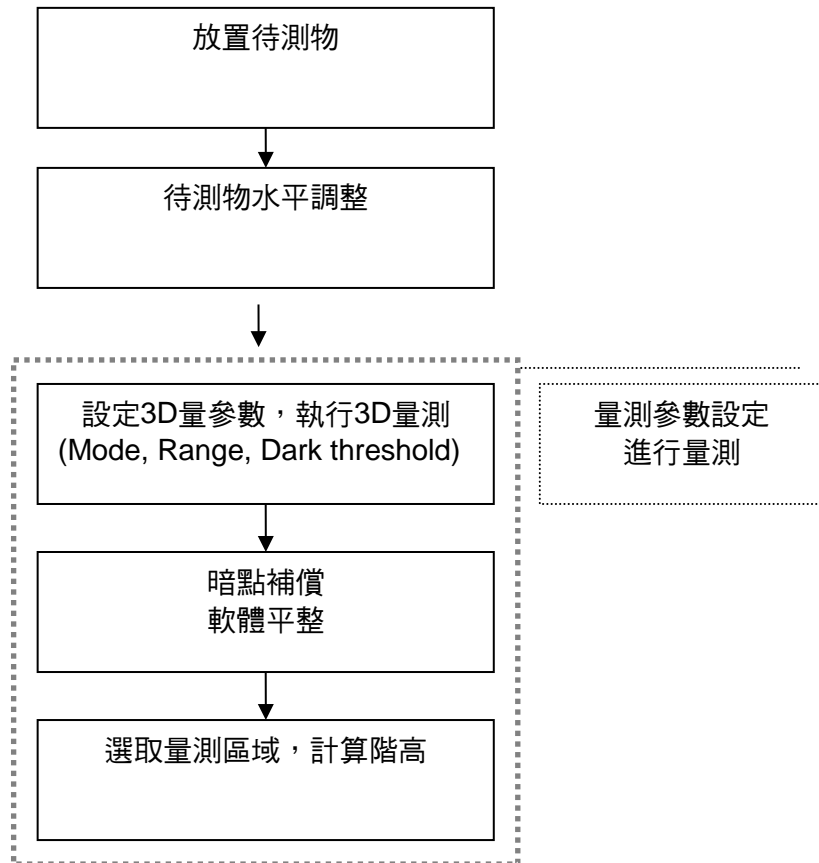 放置待測物
待測物水平調整
設定3D量參數，執行3D量測
(Mode, Range, Dark threshold)
量測參數設定
進行量測
暗點補償
軟體平整
選取量測區域，計算階高